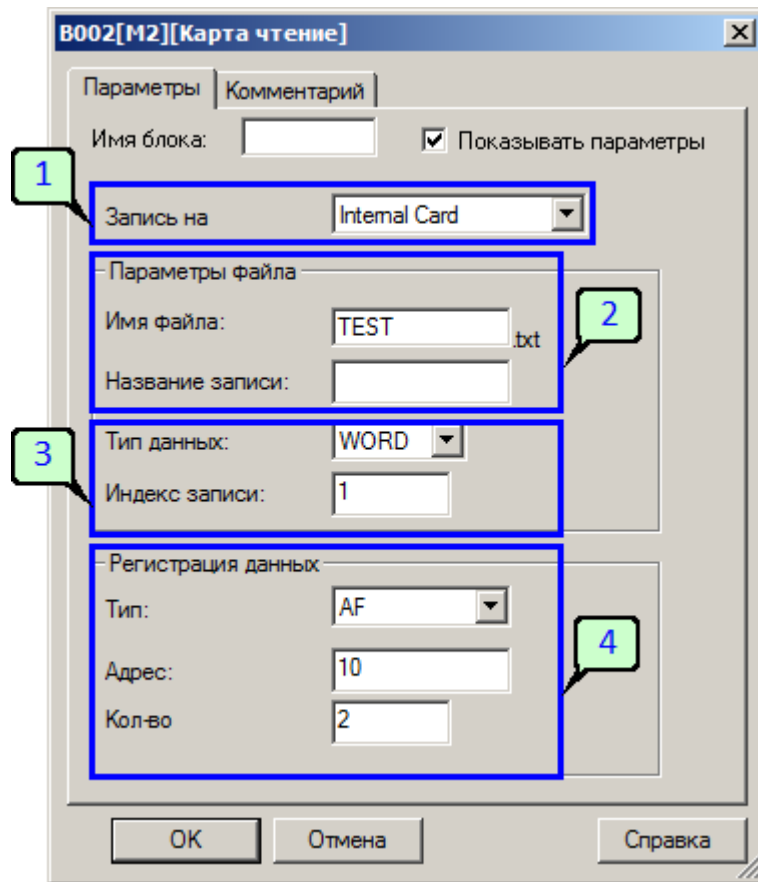 B002[M2][Карта чтение]
Параметры Комментарий
Имя блока: Показывать параметры
1
Запись на Internal Card
Параметры файла
Имя файла: TEST .txt
2
Название записи:
3
Тип данных: WORD
Индекс записи: 1
Регистрация данных
Тип: AF
4
Адрес: 10
Кол-во 2
OK Отмена Справка